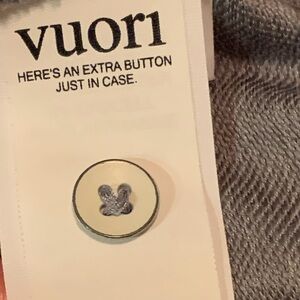 vuori
HERE'S AN EXTRA BUTTON
JUST IN CASE.